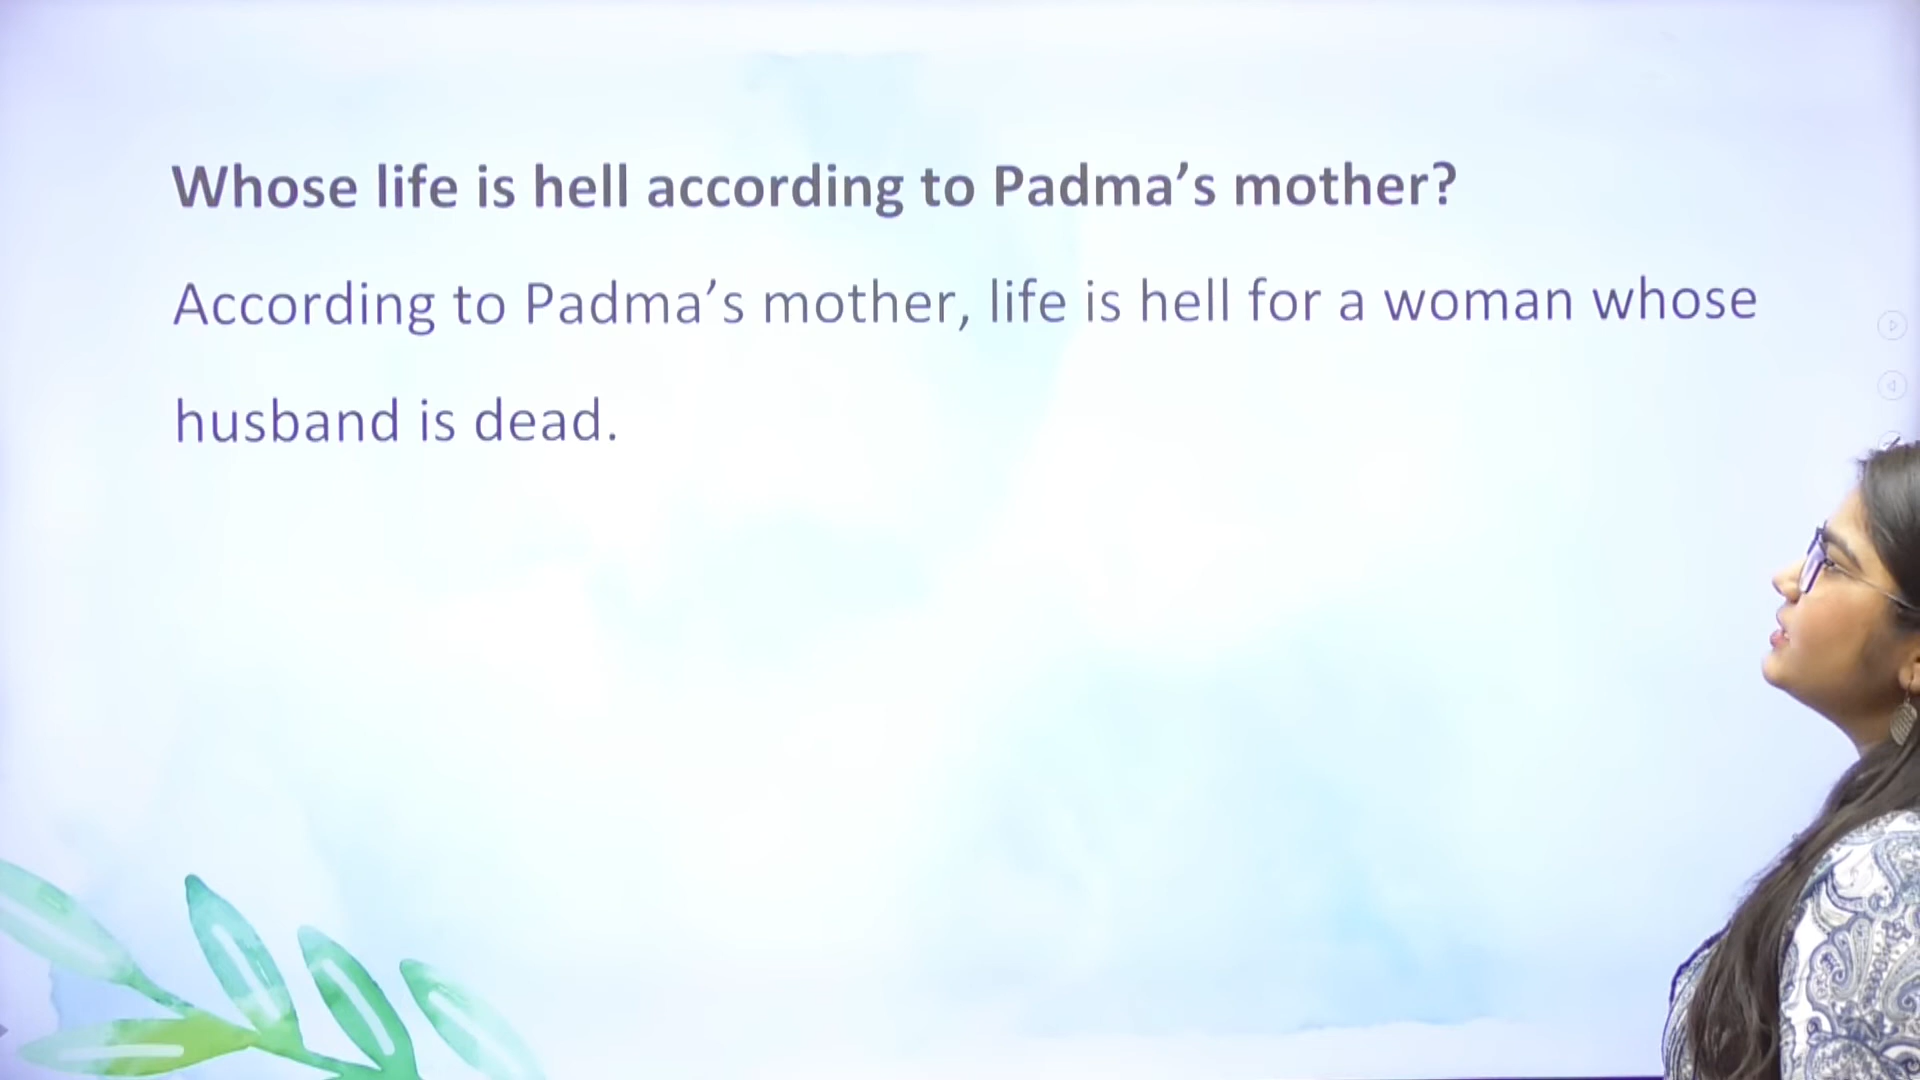 Whose life is hell according to Padma’s mother?
According to Padma’s mother, life is hell for a woman whose
husband is dead.